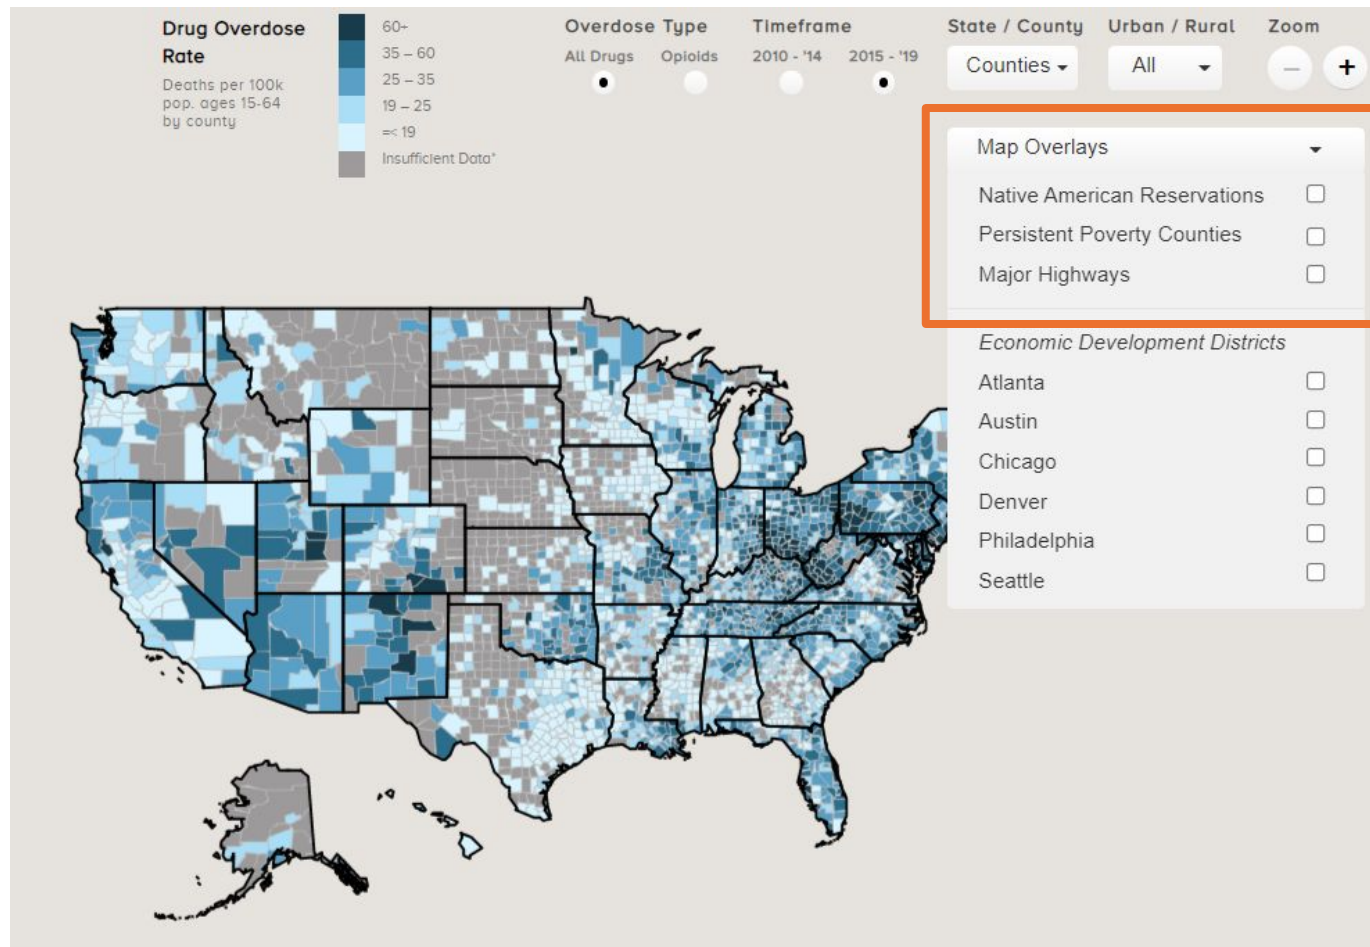 Drug Overdose
Rate
Deaths per 100k
pop. ages 15-64
by county
60+
35 – 60
25 – 35
19 – 25
=< 19
Insufficient Data*
Overdose Type
All Drugs Opioids
Timeframe
2010 - '14 2015 - '19
State / County
Counties
Urban / Rural
All
Zoom
– +
Map Overlays
Native American Reservations
Persistent Poverty Counties
Major Highways
Economic Development Districts
Atlanta
Austin
Chicago
Denver
Philadelphia
Seattle